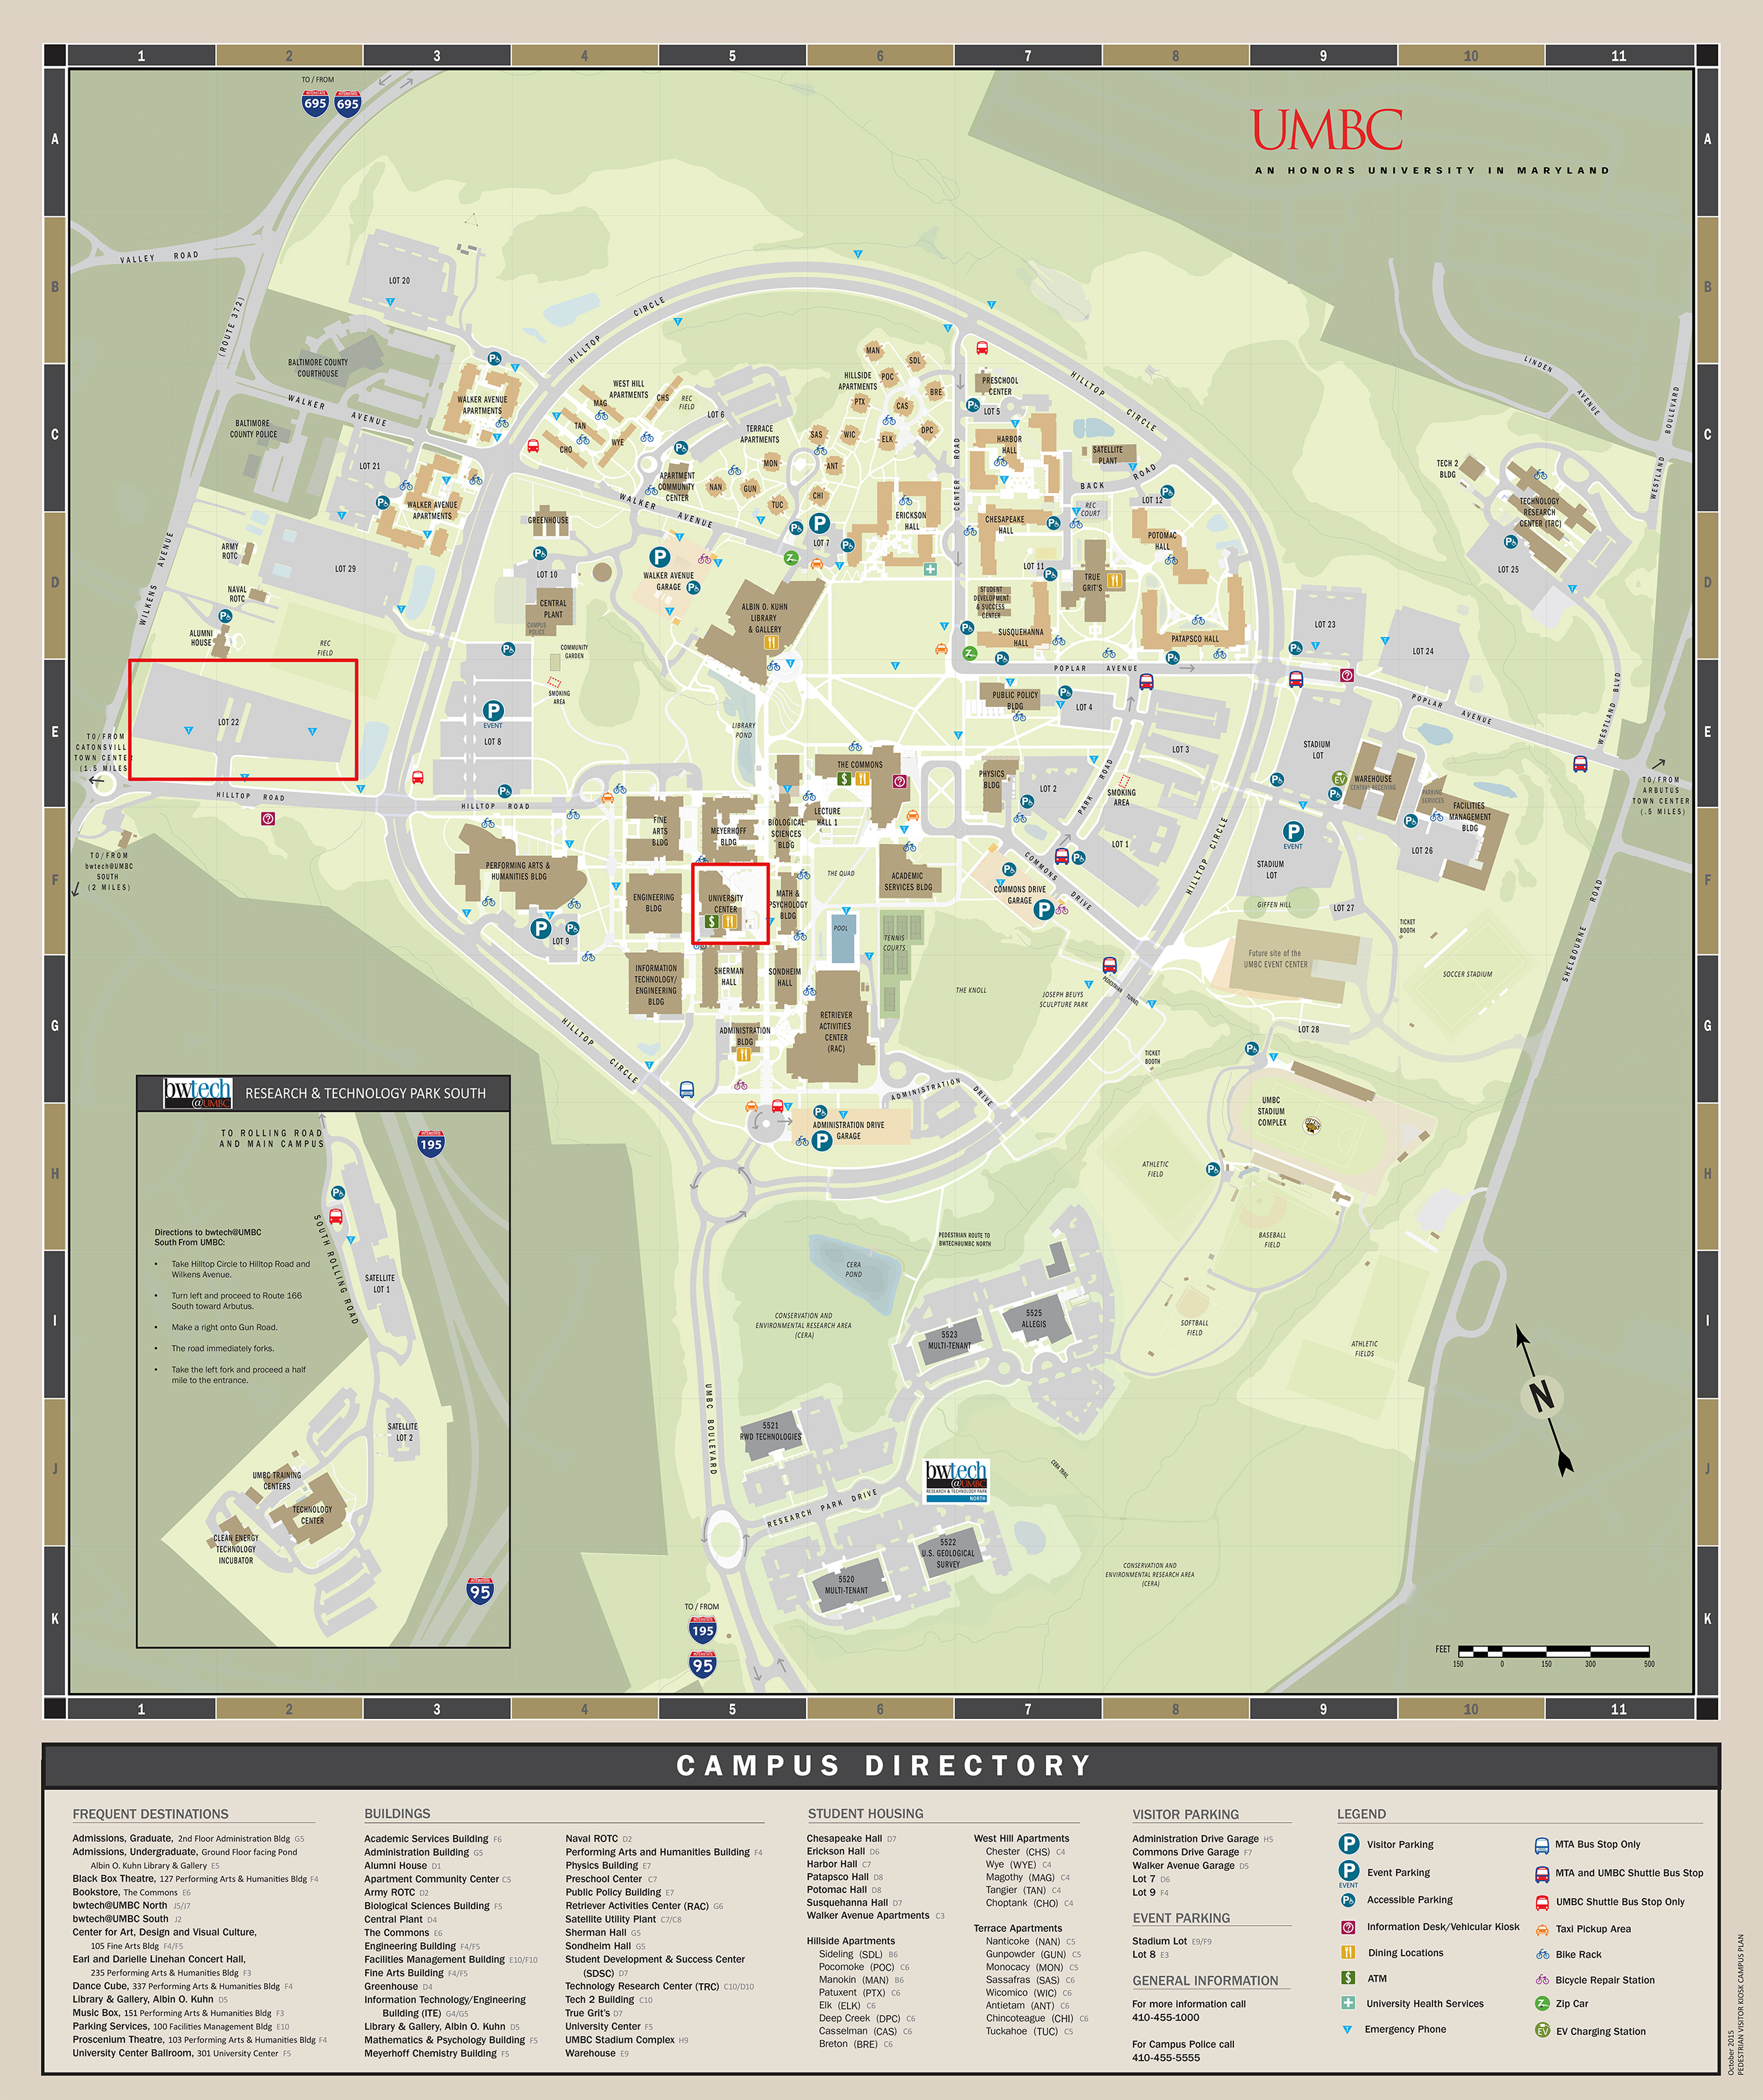 1 2 3 4 5 6 7 8 9 10 11
A
B
C
D
E
F
G
H
I
J
K
TO / FROM
INTERSTATE 695 INTERSTATE 695
UMBC
AN HONORS UNIVERSITY IN MARYLAND
VALLEY ROAD
(ROUTE 372)
LOT 20
HILLTOP CIRCLE
BALTIMORE COUNTY
COURTHOUSE
WALKER AVENUE
BALTIMORE
COUNTY POLICE
WALKER AVENUE
APARTMENTS
LOT 21
WALKER AVENUE
APARTMENTS
WEST HILL
APARTMENTS
MAG
CHS
TAN
WYE
CHO
REC
FIELD
LOT 6
TERRACE
APARTMENTS
APARTMENT
COMMUNITY
CENTER
NAN
GUN
MON
TUC
SAS
WIC
ANT
CHI
HILLSIDE
APARTMENTS
MAN
SDL
POC
BRE
PTX
CAS
DPC
ELK
CENTER ROAD
PRESCHOOL
CENTER
LOT 5
HILLTOP CIRCLE
HARBOR
HALL
SATELLITE
PLANT
BACK ROAD
LOT 12
REC
COURT
LINDEN AVENUE
WESTLAND BOULEVARD
TECH 2
BLDG
TECHNOLOGY
RESEARCH
CENTER (TRC)
LOT 25
WILKENS AVENUE
ARMY
ROTC
NAVAL
ROTC
ALUMNI
HOUSE
REC
FIELD
LOT 29
GREENHOUSE
LOT 10
CENTRAL
PLANT
CAMPUS
POLICE
COMMUNITY
GARDEN
SMOKING
AREA
WALKER AVENUE
WALKER AVENUE
GARAGE
LOT 7
ERICKSON
HALL
ALBIN O. KUHN
LIBRARY
& GALLERY
CHESAPEAKE
HALL
LOT 11
TRUE
GRIT'S
STUDENT
DEVELOPMENT
& SUCCESS
CENTER
SUSQUEHANNA
HALL
POTOMAC
HALL
PATAPSCO HALL
LOT 23
LOT 24
POPLAR AVENUE
POPLAR AVENUE
WESTLAND BLVD
LOT 22
TO/FROM
CATONSVILL
TOWN CENTE
(1.5 MILES
HILLTOP ROAD
HILLTOP ROAD
EVENT
LOT 8
LIBRARY
POND
PUBLIC POLICY
BLDG
LOT 4
LOT 3
STADIUM
LOT
WAREHOUSE
CENTRAL RECEIVING
PARKING
SERVICES
FACILITIES
MANAGEMENT
BLDG
LOT 26
TO/FROM
ARBUTUS
TOWN CENTER
(.5 MILES)
THE COMMONS
PHYSICS
BLDG
LOT 2
PARK ROAD
SMOKING
AREA
LOT 1
HILLTOP CIRCLE
TO/FROM
bwtech@UMBC
SOUTH
(2 MILES)
PERFORMING ARTS &
HUMANITIES BLDG
LOT 9
FINE
ARTS
BLDG
MEYERHOFF
BLDG
BIOLOGICAL
SCIENCES
BLDG
LECTURE
HALL 1
THE QUAD
ACADEMIC
SERVICES BLDG
ENGINEERING
BLDG
UNIVERSITY
CENTER
MATH &
PSYCHOLOGY
BLDG
POOL
TENNIS
COURTS
COMMONS DRIVE
COMMONS DRIVE
GARAGE
EVENT
STADIUM
LOT
GIFFEN HILL
LOT 27
TICKET
BOOTH
SHELBOURNE ROAD
INFORMATION
TECHNOLOGY/
ENGINEERING
BLDG
SHERMAN
HALL
SONDHEIM
HALL
ADMINISTRATION
BLDG
RETRIEVER
ACTIVITIES
CENTER
(RAC)
THE KNOLL
JOSEPH BEUYS
SCULPTURE PARK
PEDESTRIAN TUNNEL
Future site of the
UMBC EVENT CENTER
SOCCER STADIUM
LOT 28
TICKET
BOOTH
UMBC
STADIUM
COMPLEX
HILLTOP CIRCLE
ADMINISTRATION DRIVE
ADMINISTRATION DRIVE
GARAGE
ATHLETIC
FIELD
BASEBALL
FIELD
SOFTBALL
FIELD
ATHLETIC
FIELDS
PEDESTRIAN ROUTE TO
BWTECH@UMBC NORTH
CERA
POND
CONSERVATION AND
ENVIRONMENTAL RESEARCH AREA
(CERA)
5525
ALLEGIS
5523
MULTI-TENANT
5521
RWD TECHNOLOGIES
UMBC BOULEVARD
RESEARCH PARK DRIVE
bwtech
@UMBC
RESEARCH & TECHNOLOGY PARK
NORTH
CERA TRAIL
5522
U.S. GEOLOGICAL
SURVEY
5520
MULTI-TENANT
CONSERVATION AND
ENVIRONMENTAL RESEARCH AREA
(CERA)
TO / FROM
INTERSTATE 195
INTERSTATE 95
N
FEET
150 0 150 300 500
bwtech
@UMBC
RESEARCH & TECHNOLOGY PARK SOUTH
TO ROLLING ROAD
AND MAIN CAMPUS
INTERSTATE 195
SOUTH ROLLING ROAD
Directions to bwtech@UMBC
South From UMBC:
• Take Hilltop Circle to Hilltop Road and
Wilkens Avenue.
• Turn left and proceed to Route 166
South toward Arbutus.
• Make a right onto Gun Road.
• The road immediately forks.
• Take the left fork and proceed a half
mile to the entrance.
SATELLITE
LOT 1
SATELLITE
LOT 2
UMBC TRAINING
CENTERS
TECHNOLOGY
CENTER
CLEAN ENERGY
TECHNOLOGY
INCUBATOR
INTERSTATE 95
1 2 3 4 5 6 7 8 9 10 11
CAMPUS DIRECTORY
FREQUENT DESTINATIONS
Admissions, Graduate, 2nd Floor Administration Bldg G5
Admissions, Undergraduate, Ground Floor facing Pond
Albin O. Kuhn Library & Gallery E5
Black Box Theatre, 127 Performing Arts & Humanities Bldg F4
Bookstore, The Commons E6
bwtech@UMBC North J5/J7
bwtech@UMBC South J2
Center for Art, Design and Visual Culture,
105 Fine Arts Bldg F4/F5
Earl and Darielle Linehan Concert Hall,
235 Performing Arts & Humanities Bldg F3
Dance Cube, 337 Performing Arts & Humanities Bldg F4
Library & Gallery, Albin O. Kuhn D5
Music Box, 151 Performing Arts & Humanities Bldg F3
Parking Services, 100 Facilities Management Bldg E10
Proscenium Theatre, 103 Performing Arts & Humanities Bldg F4
University Center Ballroom, 301 University Center F5
BUILDINGS
Academic Services Building F6
Administration Building G5
Alumni House D1
Apartment Community Center C5
Army ROTC D2
Biological Sciences Building F5
Central Plant D4
The Commons E6
Engineering Building F4/F5
Facilities Management Building E10/F10
Fine Arts Building F4/F5
Greenhouse D4
Information Technology/Engineering
Building (ITE) G4/G5
Library & Gallery, Albin O. Kuhn D5
Mathematics & Psychology Building F5
Meyerhoff Chemistry Building F5
Naval ROTC D2
Performing Arts and Humanities Building F4
Physics Building E7
Preschool Center C7
Public Policy Building E7
Retriever Activities Center (RAC) G6
Satellite Utility Plant C7/C8
Sherman Hall G5
Sondheim Hall G5
Student Development & Success Center
(SDSC) D7
Technology Research Center (TRC) C10/D10
Tech 2 Building C10
True Grit's D7
University Center F5
UMBC Stadium Complex H9
Warehouse E9
STUDENT HOUSING
Chesapeake Hall D7
Erickson Hall D6
Harbor Hall C7
Patapsco Hall D8
Potomac Hall D8
Susquehanna Hall D7
Walker Avenue Apartments C3
Hillside Apartments
Sideling (SDL) B6
Pocomoke (POC) C6
Manokin (MAN) B6
Patuxent (PTX) C6
Elk (ELK) C6
Deep Creek (DPC) C6
Casselman (CAS) C6
Breton (BRE) C6
West Hill Apartments
Chester (CHS) C4
Wye (WYE) C4
Magothy (MAG) C4
Tangier (TAN) C4
Choptank (CHO) C4
Terrace Apartments
Nanticoke (NAN) C5
Gunpowder (GUN) C5
Monocacy (MON) C5
Sassafras (SAS) C6
Wicomico (WIC) C6
Antietam (ANT) C6
Chincoteague (CHI) C6
Tuckahoe (TUC) C5
VISITOR PARKING
Administration Drive Garage H5
Commons Drive Garage F7
Walker Avenue Garage D5
Lot 7 D6
Lot 9 F4
EVENT PARKING
Stadium Lot E9/F9
Lot 8 E3
GENERAL INFORMATION
For more information call
410-455-1000
For Campus Police call
410-455-5555
LEGEND
Visitor Parking
Event Parking
EVENT
Accessible Parking
Information Desk/Vehicular Kiosk
Dining Locations
ATM
University Health Services
Emergency Phone
MTA Bus Stop Only
MTA and UMBC Shuttle Bus Stop
UMBC Shuttle Bus Stop Only
Taxi Pickup Area
Bike Rack
Bicycle Repair Station
Zip Car
EV Charging Station
October 2015
PEDESTRIAN VISITOR KIOSK CAMPUS PLAN